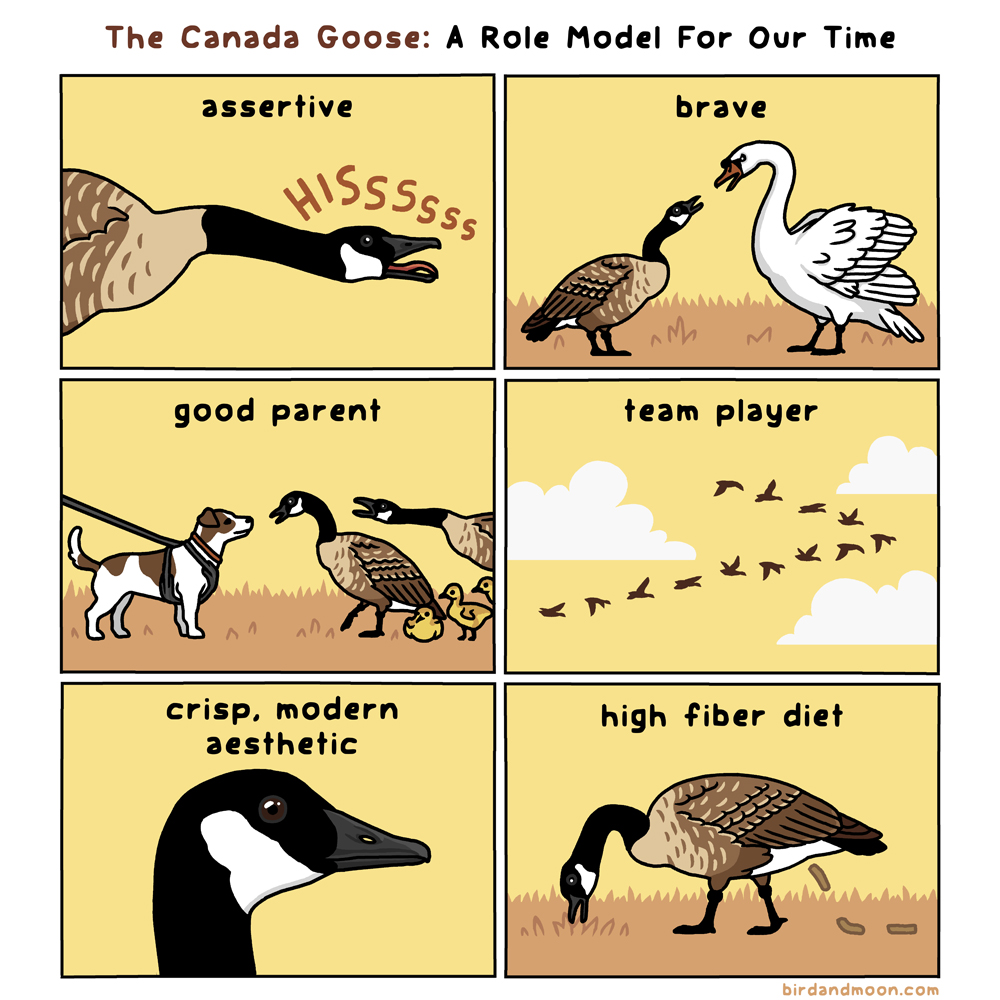 The Canada Goose: A Role Model For Our Time
assertive
HISSSSsss
brave
good parent
team player
crisp, modern
aesthetic
high fiber diet
birdandmoon.com